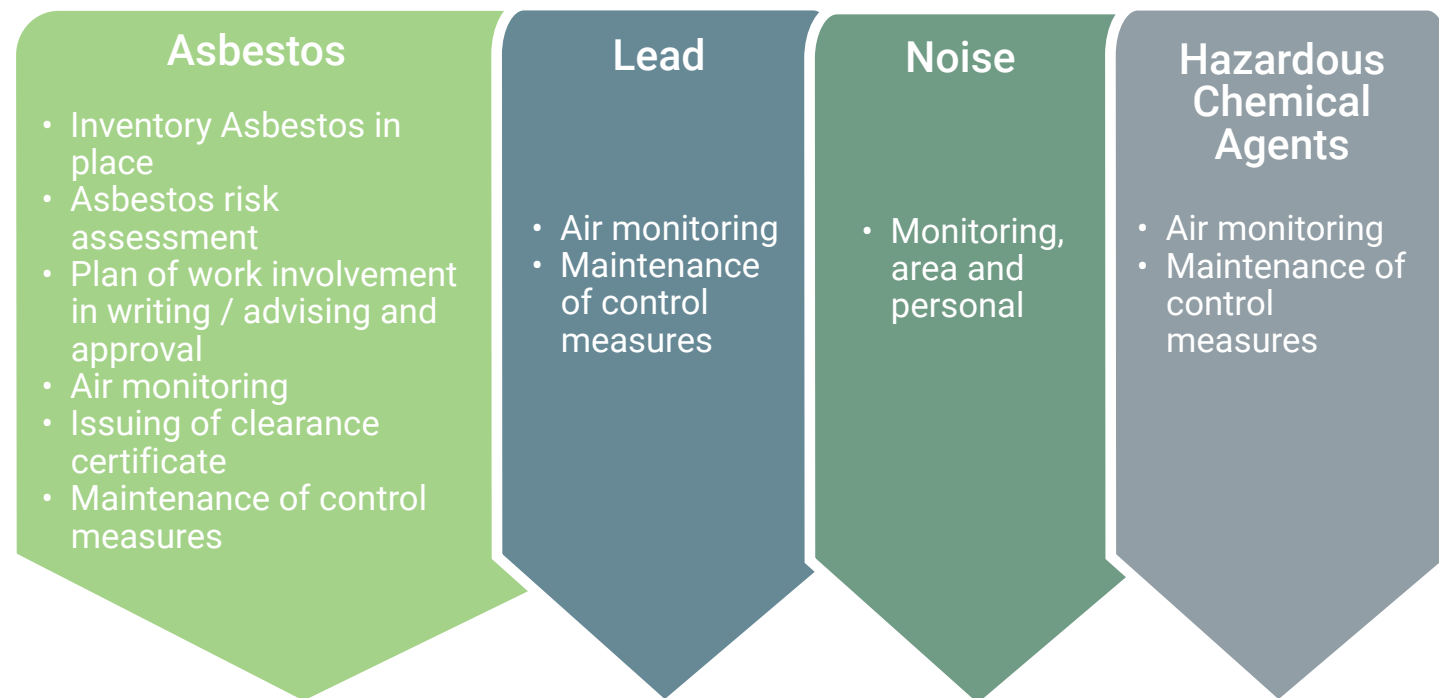 Asbestos
• Inventory Asbestos in
place
• Asbestos risk
assessment
• Plan of work involvement
in writing / advising and
approval
• Air monitoring
• Issuing of clearance
certificate
• Maintenance of control
measures
Lead
• Air monitoring
• Maintenance
of control
measures
Noise
• Monitoring,
area and
personal
Hazardous
Chemical
Agents
• Air monitoring
• Maintenance of
control
measures